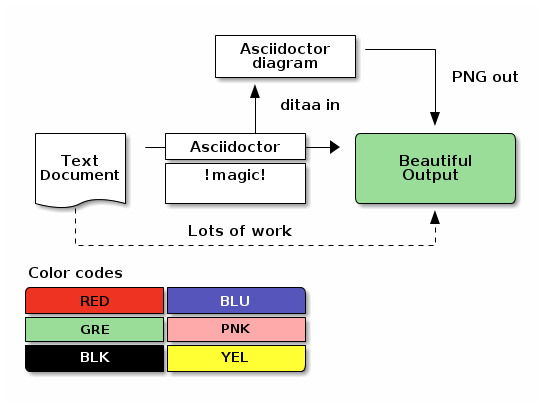 Asciidoctor
diagram
PNG out
ditaa in
Text
Document
Asciidoctor
!magic!
Beautiful
Output
Lots of work
Color codes
RED
BLU
GRE
PNK
BLK
YEL